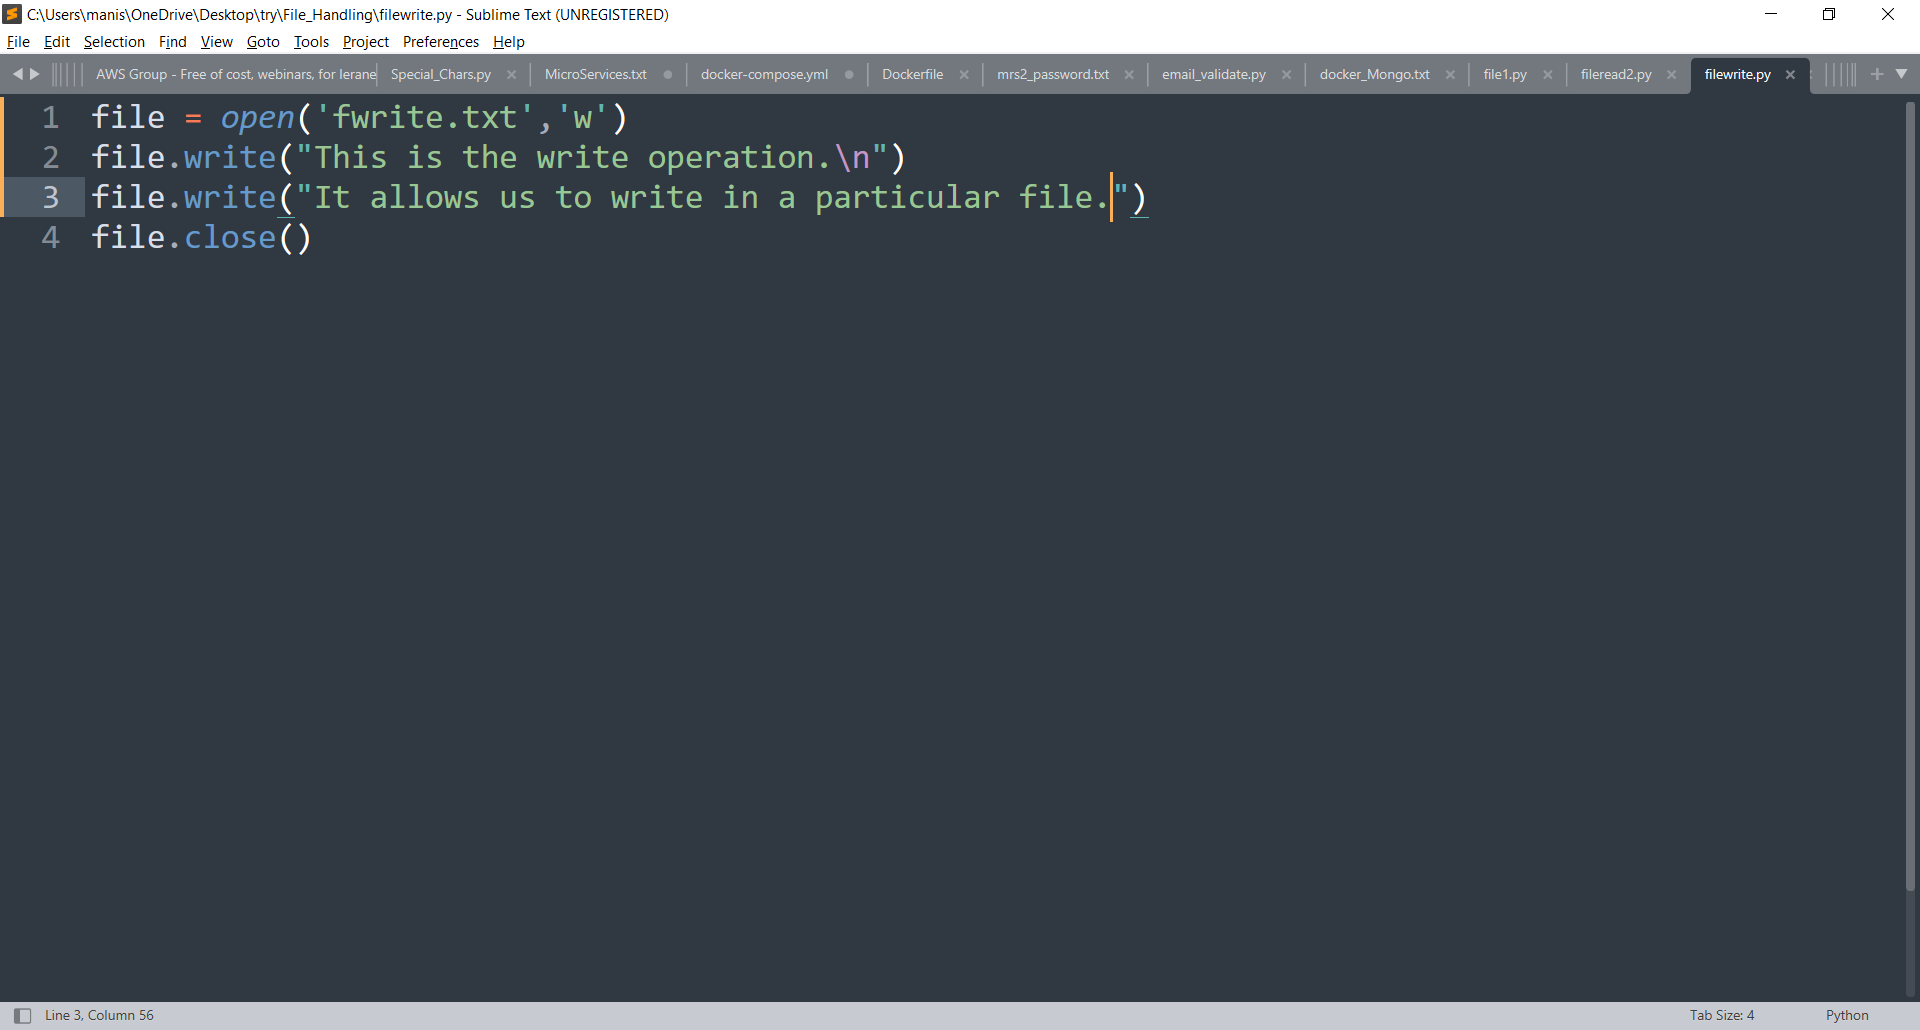 C:\Users\manis\OneDrive\Desktop\try\File_Handling\filewrite.py - Sublime Text (UNREGISTERED)
File Edit Selection Find View Goto Tools Project Preferences Help
AWS Group - Free of cost, webinars, for lerane Special_Chars.py MicroServices.txt docker-compose.yml Dockerfile mrs2_password.txt email_validate.py docker_Mongo.txt file1.py fileread2.py filewrite.py
1 file = open('fwrite.txt','w')
2 file.write("This is the write operation.\n")
3 file.write("It allows us to write in a particular file.")
4 file.close()
Line 3, Column 56 Tab Size: 4 Python